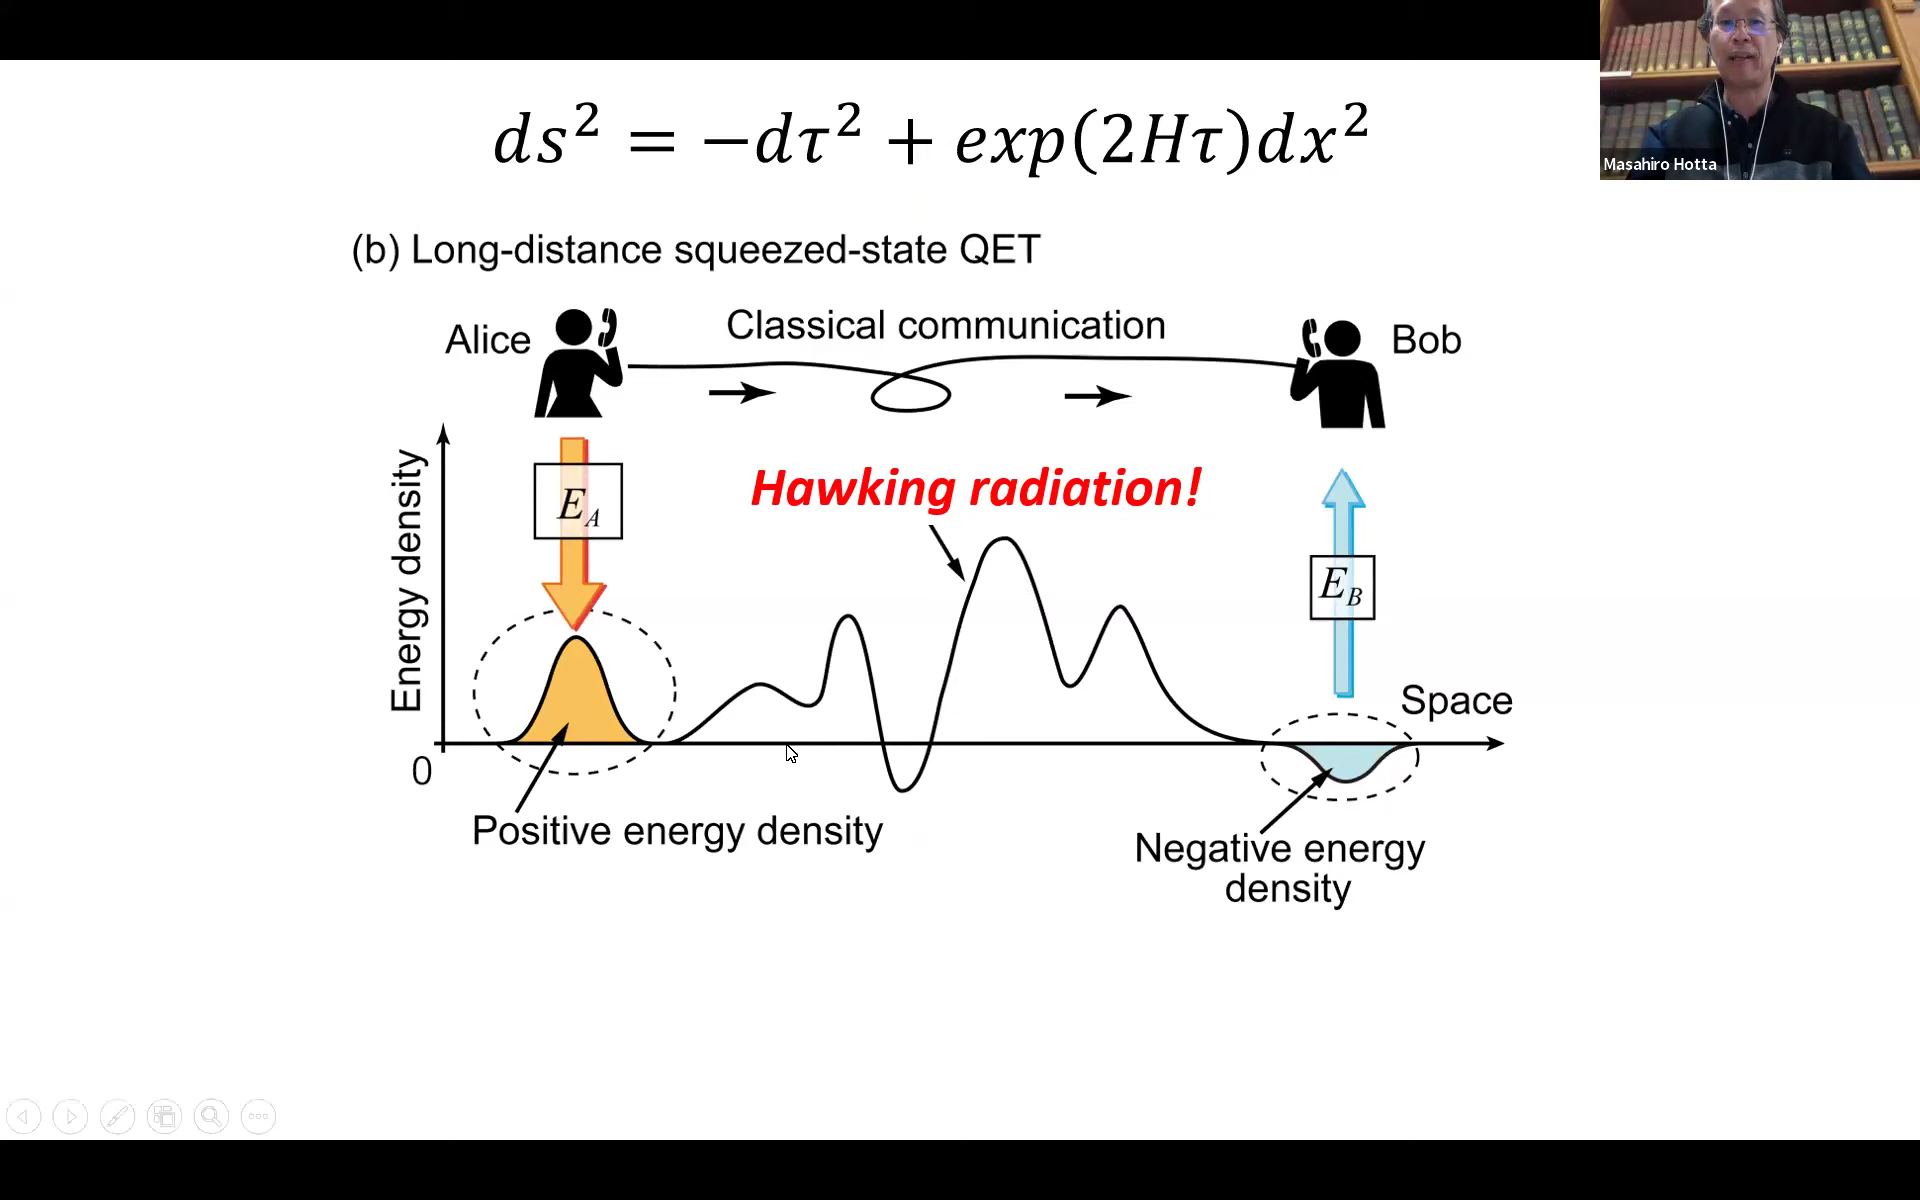 ds² = −dτ² + exp(2Hτ)dx²
Masahiro Hotta
(b) Long-distance squeezed-state QET
Alice
Classical communication
Bob
Energy density
E_A
Hawking radiation!
E_B
Space
0
Positive energy density
Negative energy
density